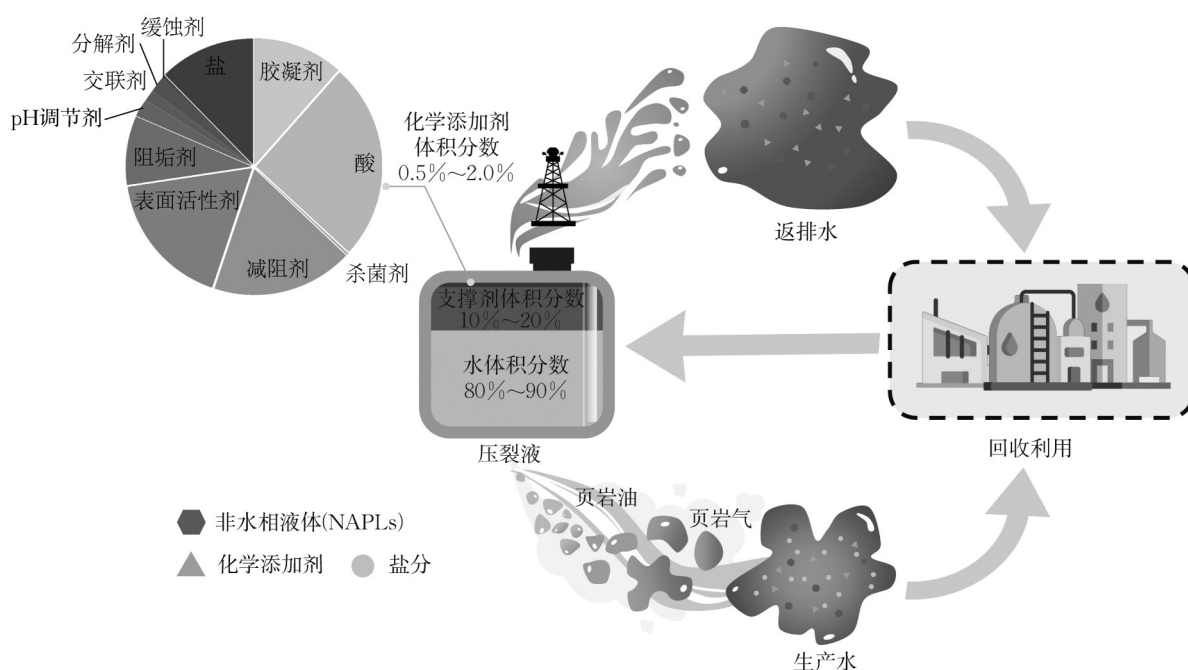 缓蚀剂
分解剂
交联剂
pH调节剂
阻垢剂
表面活性剂
减阻剂
杀菌剂
酸
胶凝剂
盐
化学添加剂
体积分数
0.5%~2.0%
支撑剂体积分数
10%~20%
水体积分数
80%~90%
压裂液
返排水
回收利用
页岩油
页岩气
生产水
非水相液体(NAPLs)
化学添加剂
盐分